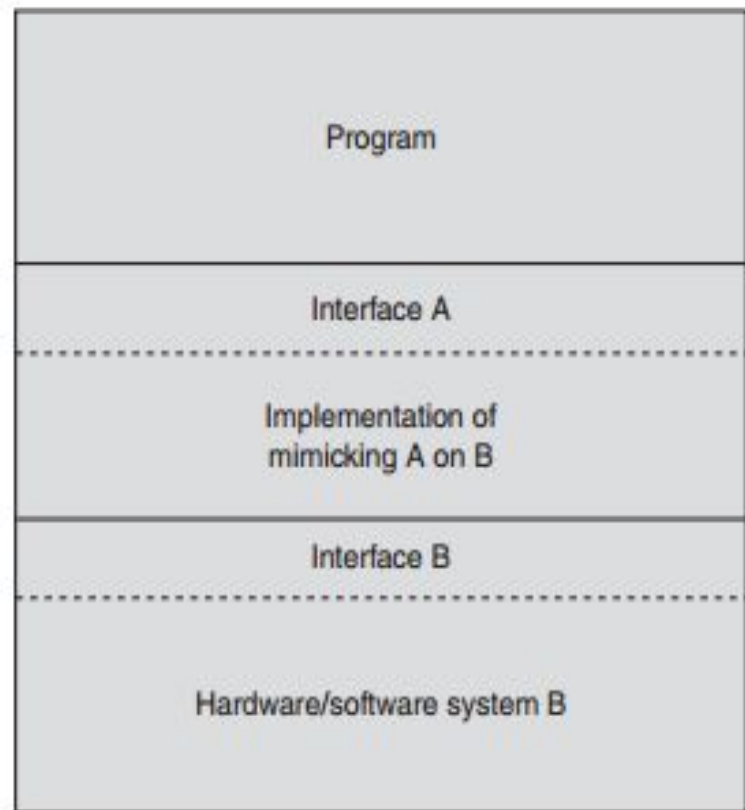 Program
Interface A
Implementation of
mimicking A on B
Interface B
Hardware/software system B